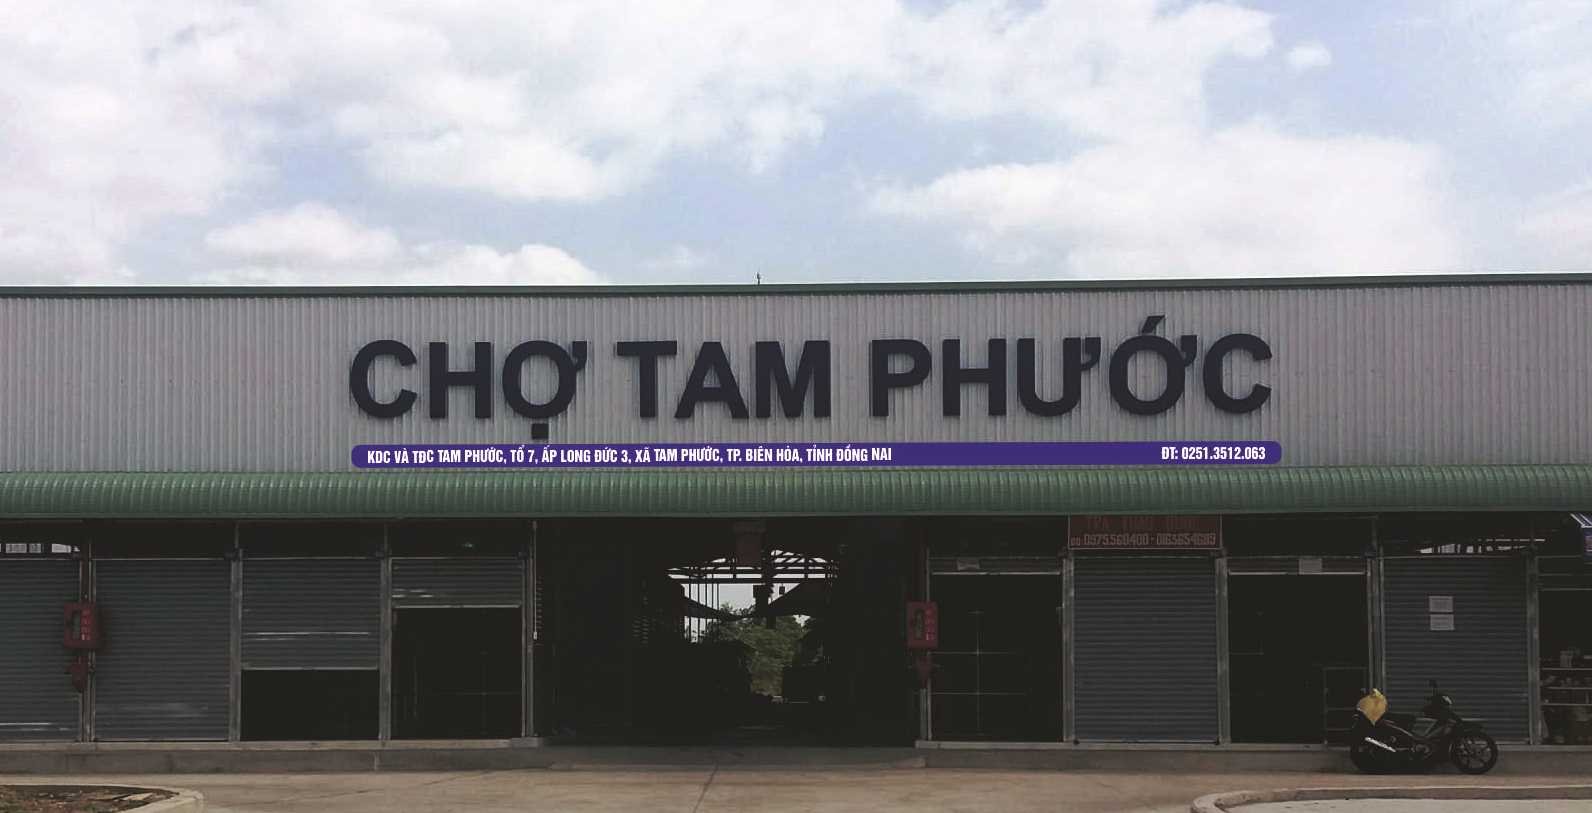 CHỢ TAM PHƯỚC
KDC VÀ TĐC TAM PHƯỚC, TỔ 7, ẤP LONG ĐỨC 3, XÃ TAM PHƯỚC, TP. BIÊN HÒA, TỈNH ĐỒNG NAI
ĐT: 0251.3512.063